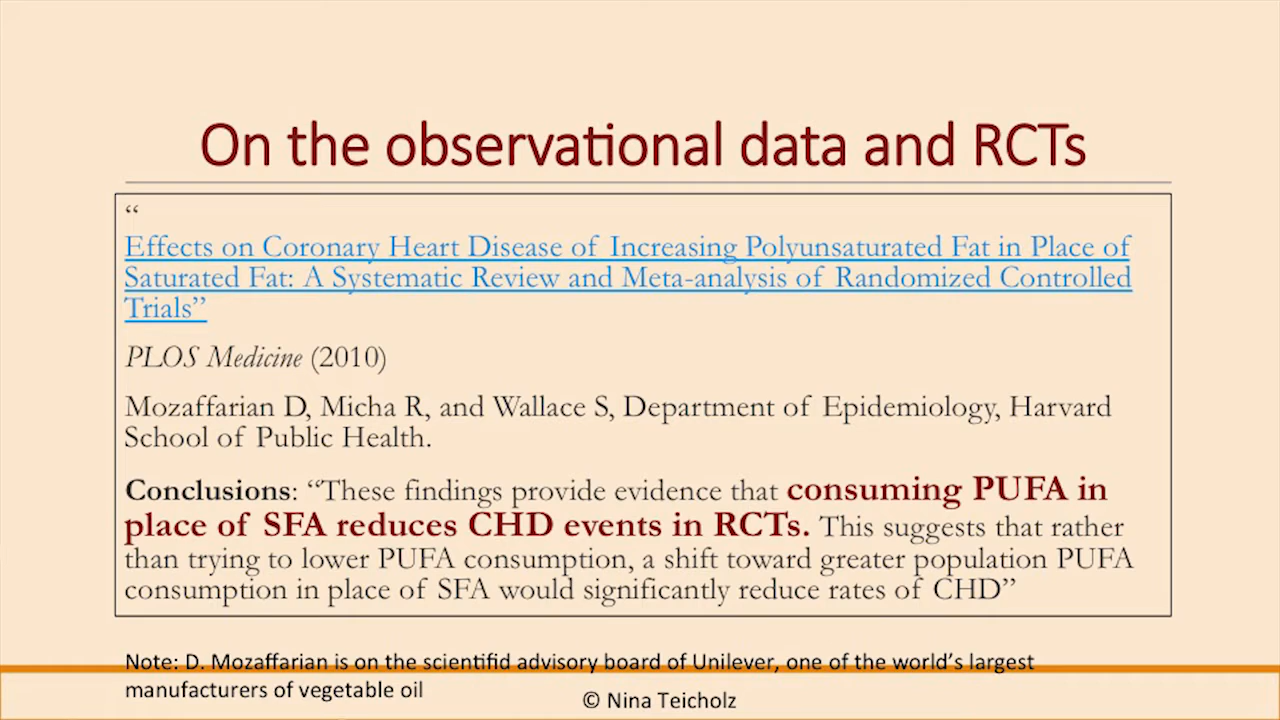 On the observational data and RCTs
“
Effects on Coronary Heart Disease of Increasing Polyunsaturated Fat in Place of
Saturated Fat: A Systematic Review and Meta-analysis of Randomized Controlled
Trials”
PLOS Medicine (2010)
Mozaffarian D, Micha R, and Wallace S, Department of Epidemiology, Harvard
School of Public Health.
Conclusions: “These findings provide evidence that consuming PUFA in
place of SFA reduces CHD events in RCTs. This suggests that rather
than trying to lower PUFA consumption, a shift toward greater population PUFA
consumption in place of SFA would significantly reduce rates of CHD”
Note: D. Mozaffarian is on the scientifid advisory board of Unilever, one of the world’s largest
manufacturers of vegetable oil
© Nina Teicholz